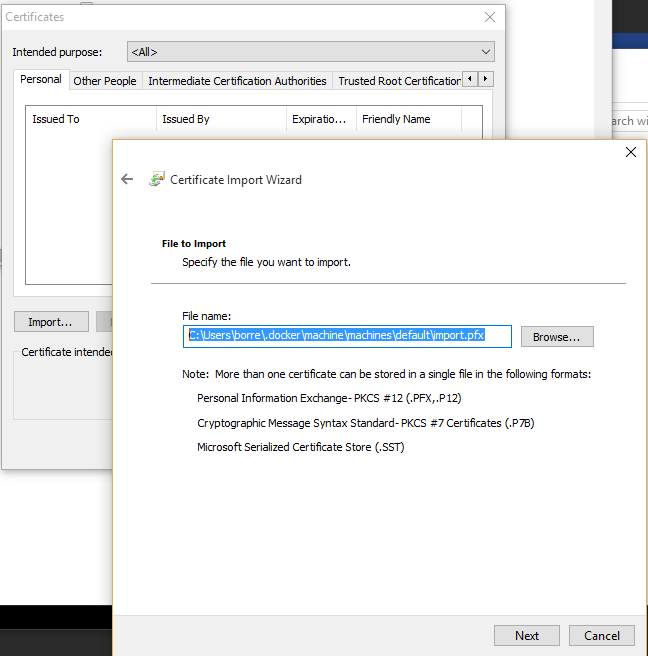 Certificates
Intended purpose:
<All>
Personal
Other People
Intermediate Certification Authorities
Trusted Root Certification
Issued To
Issued By
Expiratio...
Friendly Name
arch wi
Certificate Import Wizard
File to Import
Specify the file you want to import.
Import...
Certificate intended
File name:
C:\Users\borre\.docker\machine\machines\default\import.pfx
Browse...
Note: More than one certificate can be stored in a single file in the following formats:
Personal Information Exchange- PKCS #12 (.PFX,.P12)
Cryptographic Message Syntax Standard- PKCS #7 Certificates (.P7B)
Microsoft Serialized Certificate Store (.SST)
Next
Cancel